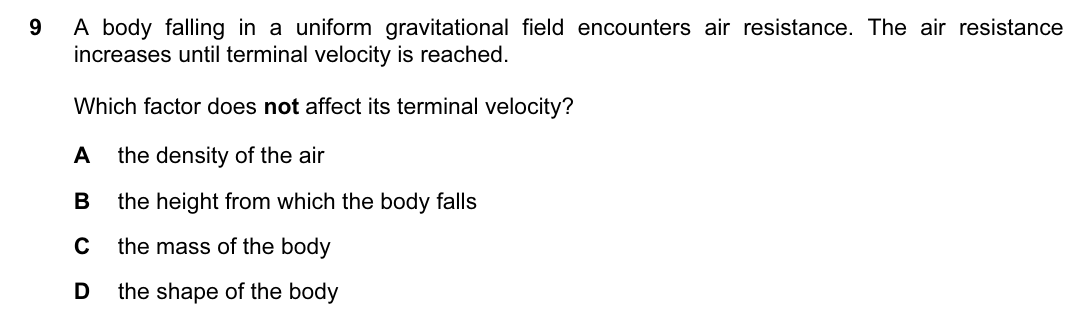 9 A body falling in a uniform gravitational field encounters air resistance. The air resistance
increases until terminal velocity is reached.
Which factor does not affect its terminal velocity?
A the density of the air
B the height from which the body falls
C the mass of the body
D the shape of the body